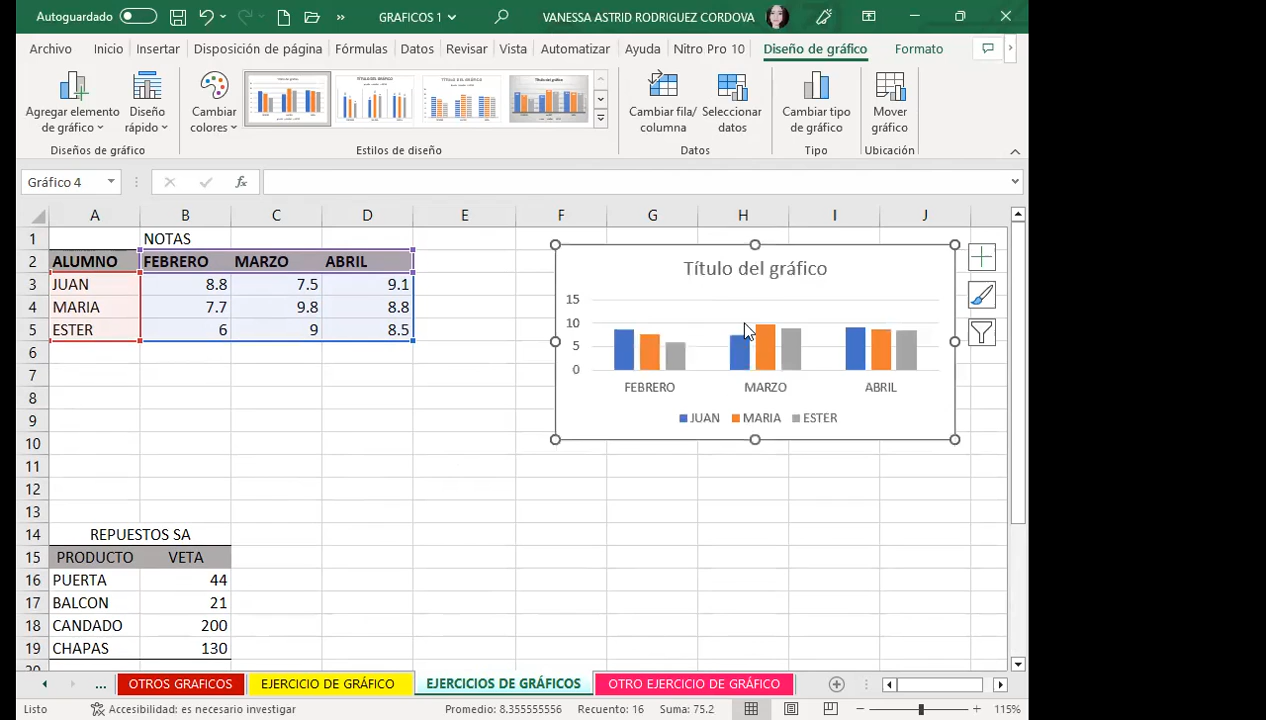 Autoguardado
GRAFICOS 1
VANESSA ASTRID RODRIGUEZ CORDOVA
Archivo Inicio Insertar Disposición de página Fórmulas Datos Revisar Vista Automatizar Ayuda Nitro Pro 10 Diseño de gráfico Formato
Agregar elemento de gráfico
Diseño rápido
Cambiar colores
Cambiar fila/ columna
Seleccionar datos
Cambiar tipo de gráfico
Mover gráfico
Diseños de gráfico Estilos de diseño Datos Tipo Ubicación
Gráfico 4
A B C D E F G H I J
1 NOTAS
2 ALUMNO FEBRERO MARZO ABRIL
3 JUAN 8.8 7.5 9.1
4 MARIA 7.7 9.8 8.8
5 ESTER 6 9 8.5
6
7
8
9
10
11
12
13
14 REPUESTOS SA
15 PRODUCTO VETA
16 PUERTA 44
17 BALCON 21
18 CANDADO 200
19 CHAPAS 130
Título del gráfico
15
10
5
0
FEBRERO MARZO ABRIL
JUAN MARIA ESTER
... OTROS GRAFICOS EJERCICIO DE GRÁFICO EJERCICIOS DE GRÁFICOS OTRO EJERCICIO DE GRÁFICO
Listo Accesibilidad: es necesario investigar Promedio: 8.355555556 Recuento: 16 Suma: 75.2 115%